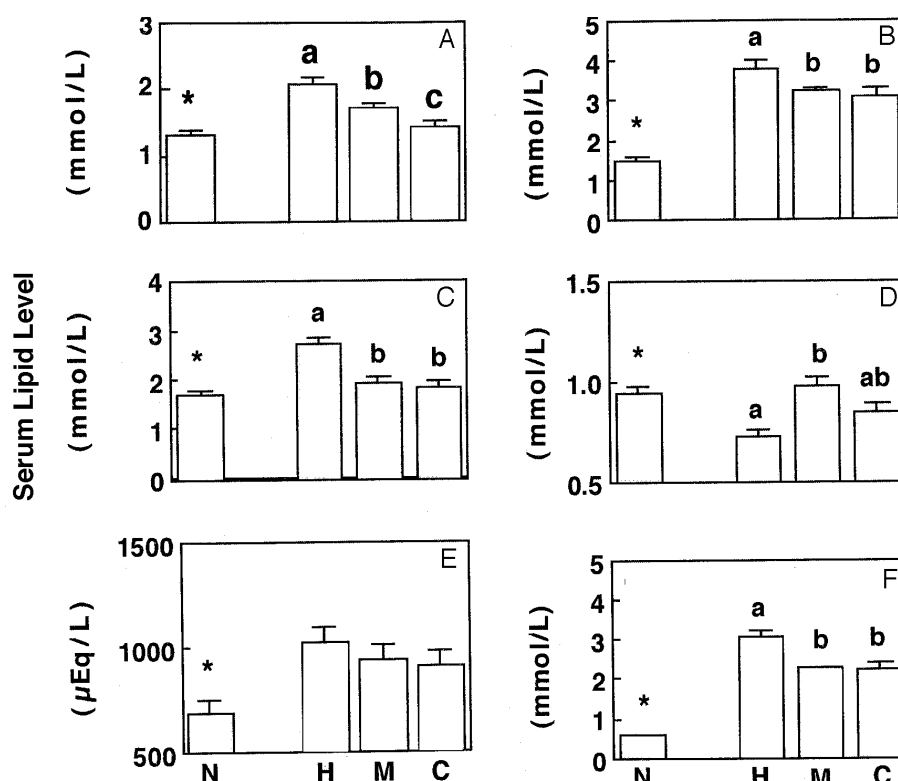 Serum Lipid Level
A
(mmol/L)
3
2
1
0
*
a
b
c
B
(mmol/L)
5
4
3
2
1
0
*
a
b
b
C
(mmol/L)
4
3
2
1
0
*
a
b
b
D
(mmol/L)
1.5
1.0
0.5
*
a
b
ab
E
(μEq/L)
1500
1000
500
*
N H M C
F
(mmol/L)
5
4
3
2
1
0
*
a
b
b
N H M C